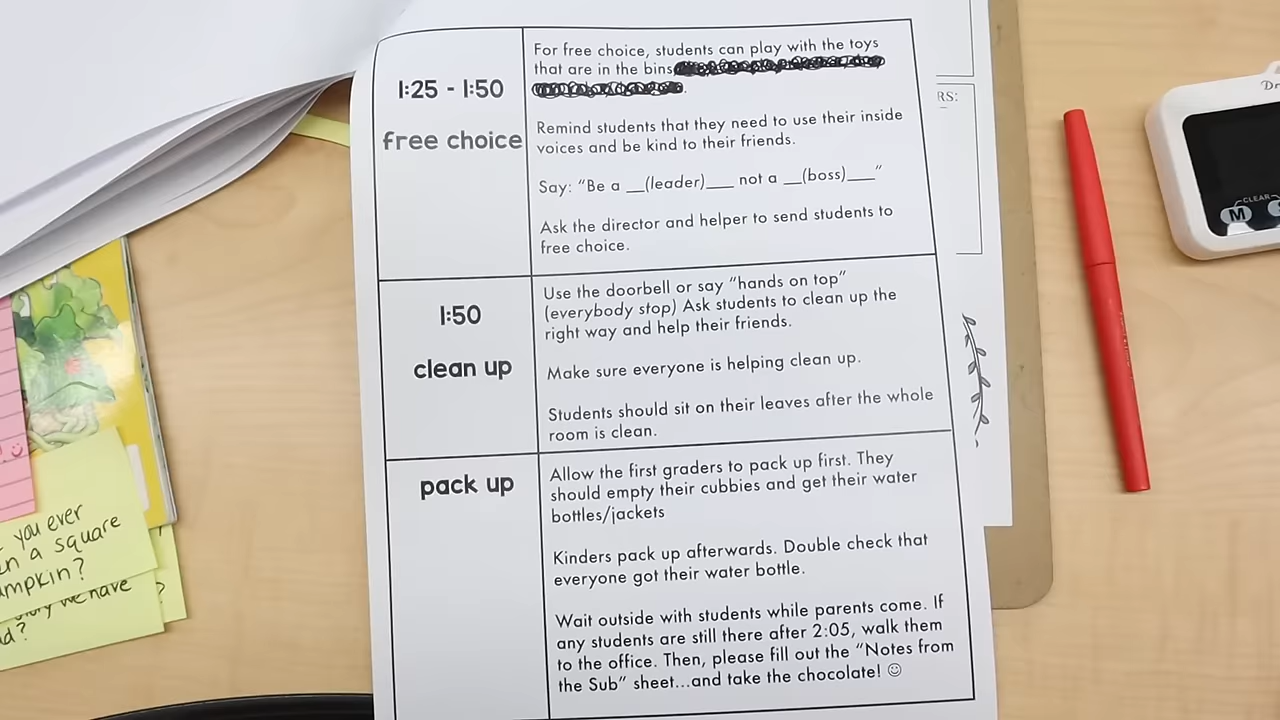 1:25 - 1:50
free choice
For free choice, students can play with the toys
that are in the bins
Remind students that they need to use their inside
voices and be kind to their friends.
Say: “Be a __(leader)___ not a __(boss)___”
Ask the director and helper to send students to
free choice.
1:50
clean up
Use the doorbell or say “hands on top”
(everybody stop) Ask students to clean up the
right way and help their friends.
Make sure everyone is helping clean up.
Students should sit on their leaves after the whole
room is clean.
pack up
Allow the first graders to pack up first. They
should empty their cubbies and get their water
bottles/jackets
Kinders pack up afterwards. Double check that
everyone got their water bottle.
Wait outside with students while parents come. If
any students are still there after 2:05, walk them
to the office. Then, please fill out the “Notes from
the Sub” sheet...and take the chocolate! ☺
RS:
CLEAR
M
you ever
in a square
we have